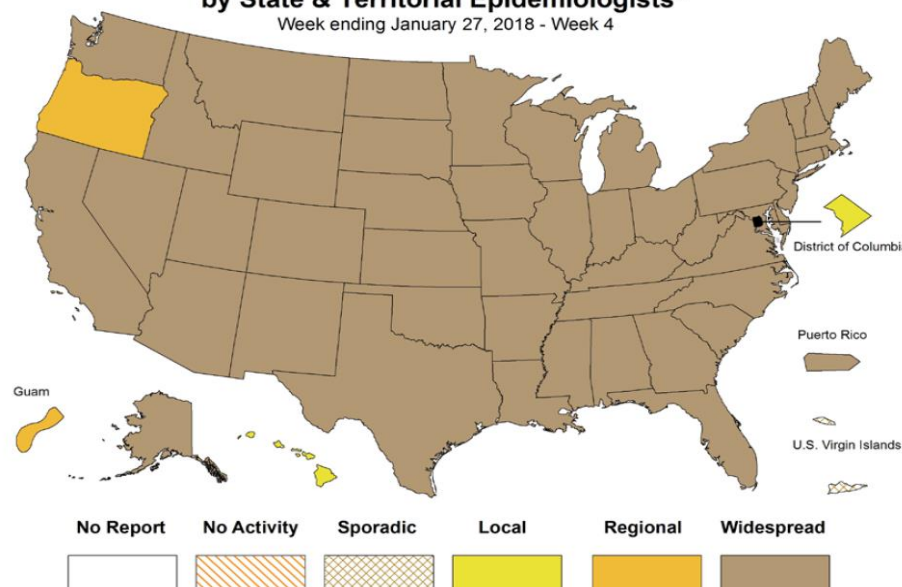 by State & Territorial Epidemiologists*
Week ending January 27, 2018 - Week 4
District of Columbi
Puerto Rico
Guam
U.S. Virgin Islands
No Report No Activity Sporadic Local Regional Widespread